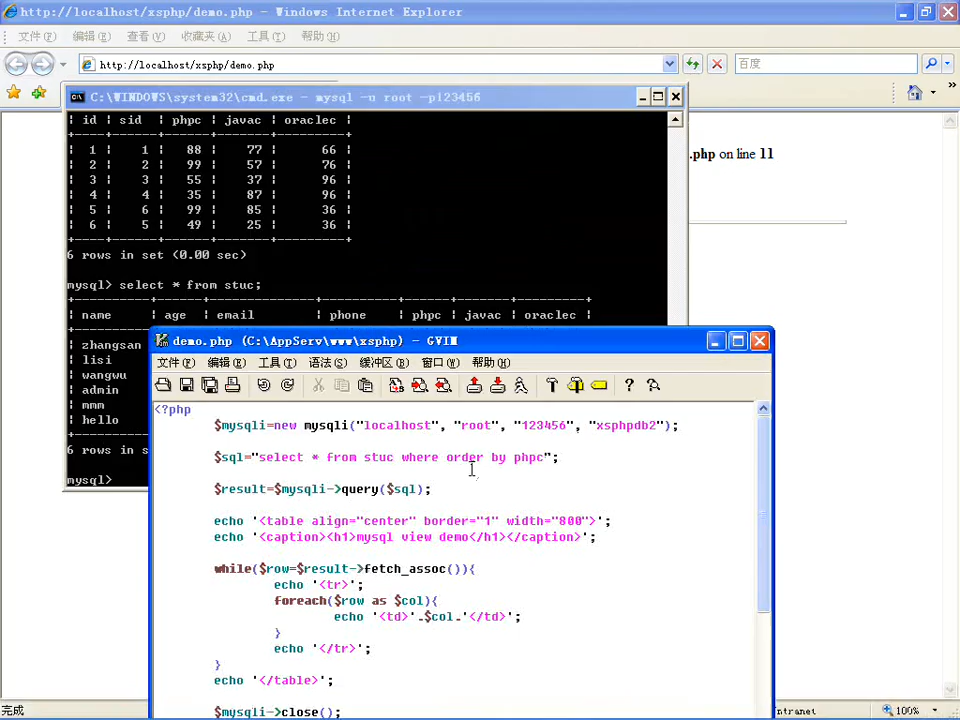 http://localhost/xsphp/demo.php - Windows Internet Explorer
文件(F) 编辑(E) 查看(V) 收藏夹(A) 工具(T) 帮助(H)
http://localhost/xsphp/demo.php
百度
C:\WINDOWS\system32\cmd.exe - mysql -u root -p123456
| id | sid | phpc | javac | oraclec |
| 1 | 1 | 88 | 77 | 66 |
| 2 | 2 | 99 | 57 | 76 |
| 3 | 3 | 55 | 37 | 96 |
| 4 | 4 | 35 | 87 | 96 |
| 5 | 6 | 99 | 85 | 36 |
| 6 | 5 | 49 | 25 | 36 |
6 rows in set (0.00 sec)
mysql> select * from stuc;
| name | age | email | phone | phpc | javac | oraclec |
| zhangsan
| lisi
| wangwu
| admin
| mmm
| hello
6 rows in s
mysql>
.php on line 11
demo.php (C:\AppServ\www\xsphp) - GVIM
文件(F) 编辑(E) 工具(T) 语法(S) 缓冲区(B) 窗口(W) 帮助(H)
<?php
$mysqli=new mysqli("localhost", "root", "123456", "xsphpdb2");
$sql="select * from stuc where order by phpc";
$result=$mysqli->query($sql);
echo '<table align="center" border="1" width="800">';
echo '<caption><h1>mysql view demo</h1></caption>';
while($row=$result->fetch_assoc()){
echo '<tr>';
foreach($row as $col){
echo '<td>'.$col.'</td>';
}
echo '</tr>';
}
echo '</table>';
$mysqli->close();
完成
ntranet
100%